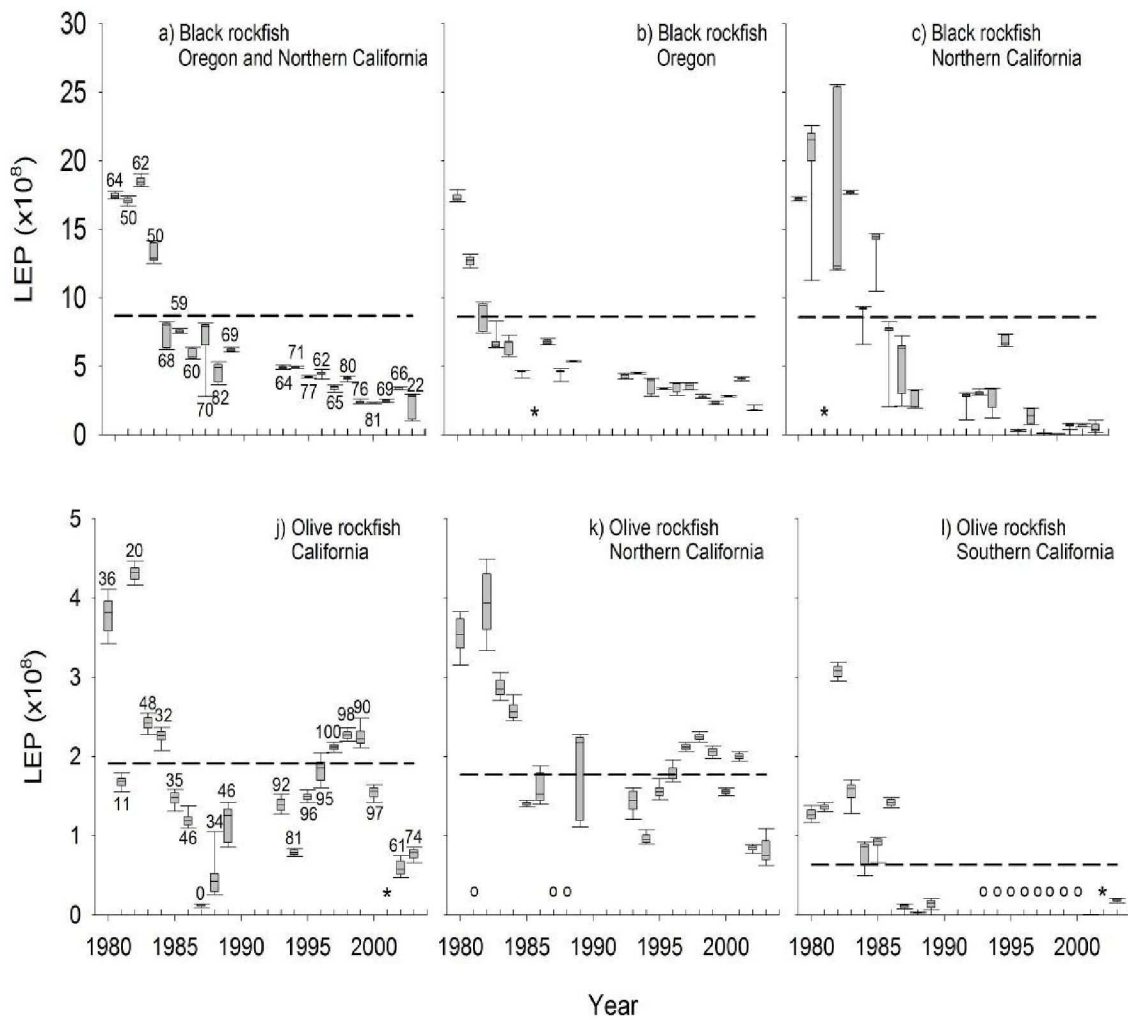 a) Black rockfish
Oregon and Northern California
b) Black rockfish
Oregon
c) Black rockfish
Northern California
LEP (x10⁸)
30
25
20
15
10
5
0
64
50
62
50
68
59
60
70
82
69
64
71
77
62
65
80
76
81
69
66
22
*
*
j) Olive rockfish
California
k) Olive rockfish
Northern California
l) Olive rockfish
Southern California
LEP (x10⁸)
5
4
3
2
1
0
36
11
20
48
32
35
46
0
34
46
92
81
96
95
100
98
90
97
*
61
74
o o o
o o o o o o o o *
1980 1985 1990 1995 2000
1980 1985 1990 1995 2000
1980 1985 1990 1995 2000
Year